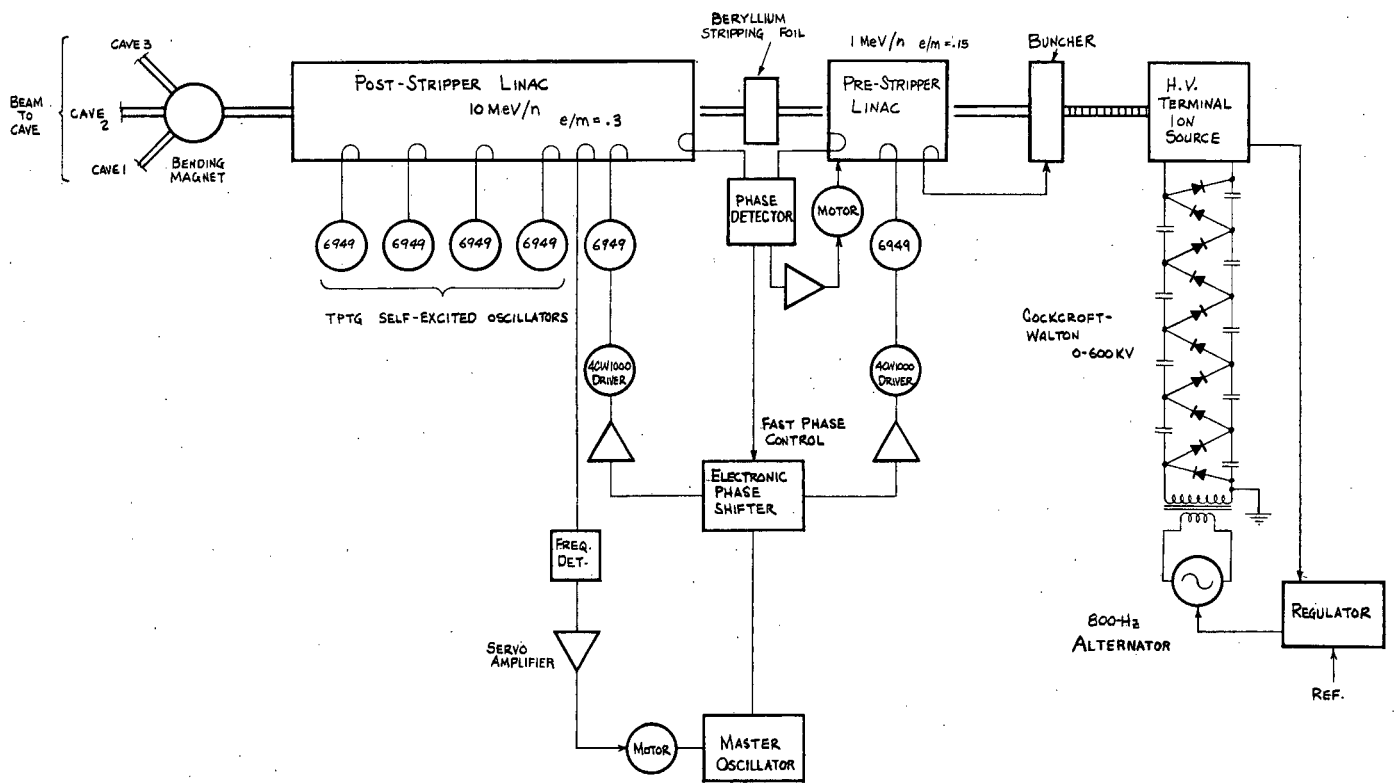 BERYLLIUM
STRIPPING FOIL
1 MeV/n e/m = .15
BUNCHER
CAVE 3
BEAM
TO
CAVE
CAVE
2
CAVE 1
BENDING
MAGNET
POST-STRIPPER LINAC
10 MeV/n
e/m = .3
PRE-STRIPPER
LINAC
H.V.
TERMINAL
ION
SOURCE
PHASE
DETECTOR
MOTOR
6949
6949
6949
6949
6949
6949
TPTG SELF-EXCITED OSCILLATORS
COCKCROFT-
WALTON
0-600 KV
4CW1000
DRIVER
4CW1000
DRIVER
FAST PHASE
CONTROL
ELECTRONIC
PHASE
SHIFTER
FREQ.
DET.
800-Hz
ALTERNATOR
REGULATOR
REF.
SERVO
AMPLIFIER
MOTOR
MASTER
OSCILLATOR